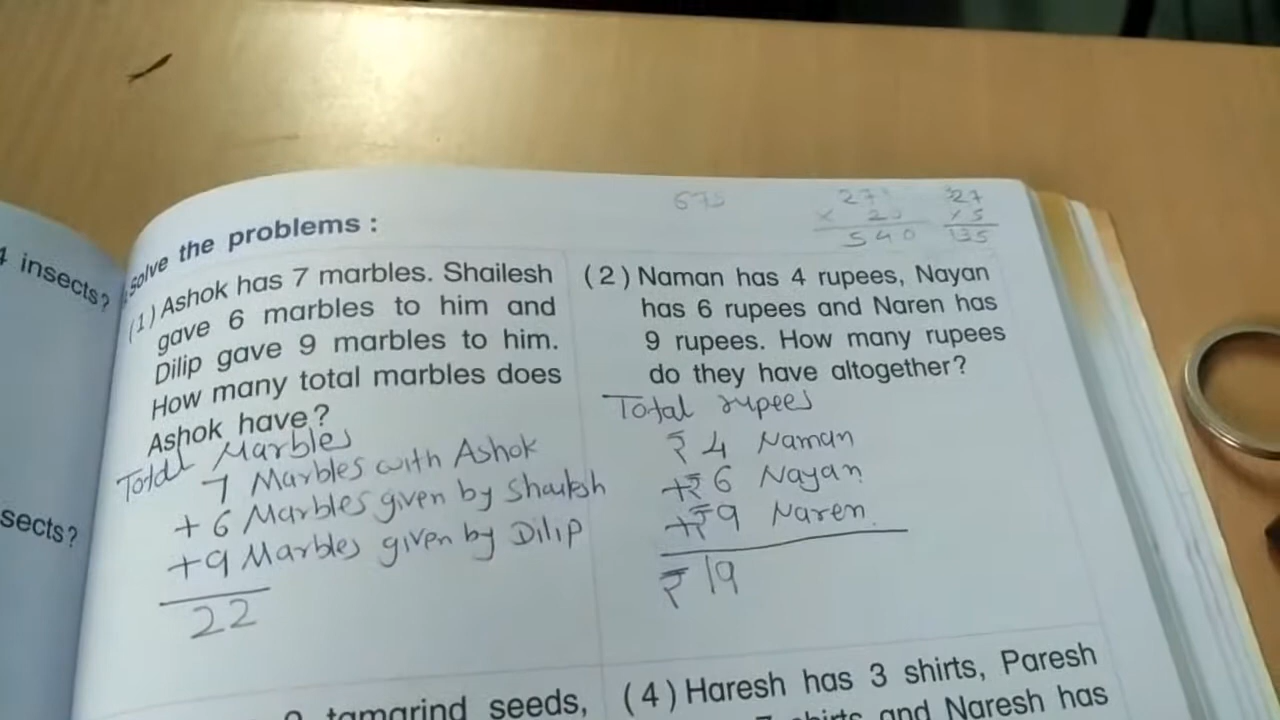 4 insects?
sects?
solve the problems :
675
27
× 20
540
27
× 5
135
(1) Ashok has 7 marbles. Shailesh
gave 6 marbles to him and
Dilip gave 9 marbles to him.
How many total marbles does
Ashok have?
Total Marbles
7 Marbles with Ashok
+ 6 Marbles given by Shailesh
+ 9 Marbles given by Dilip
22
(2) Naman has 4 rupees, Nayan
has 6 rupees and Naren has
9 rupees. How many rupees
do they have altogether?
Total rupees
₹ 4 Naman
+₹ 6 Nayan
+₹ 9 Naren
₹ 19
tamarind seeds,
(4) Haresh has 3 shirts, Paresh
shirts and Naresh has